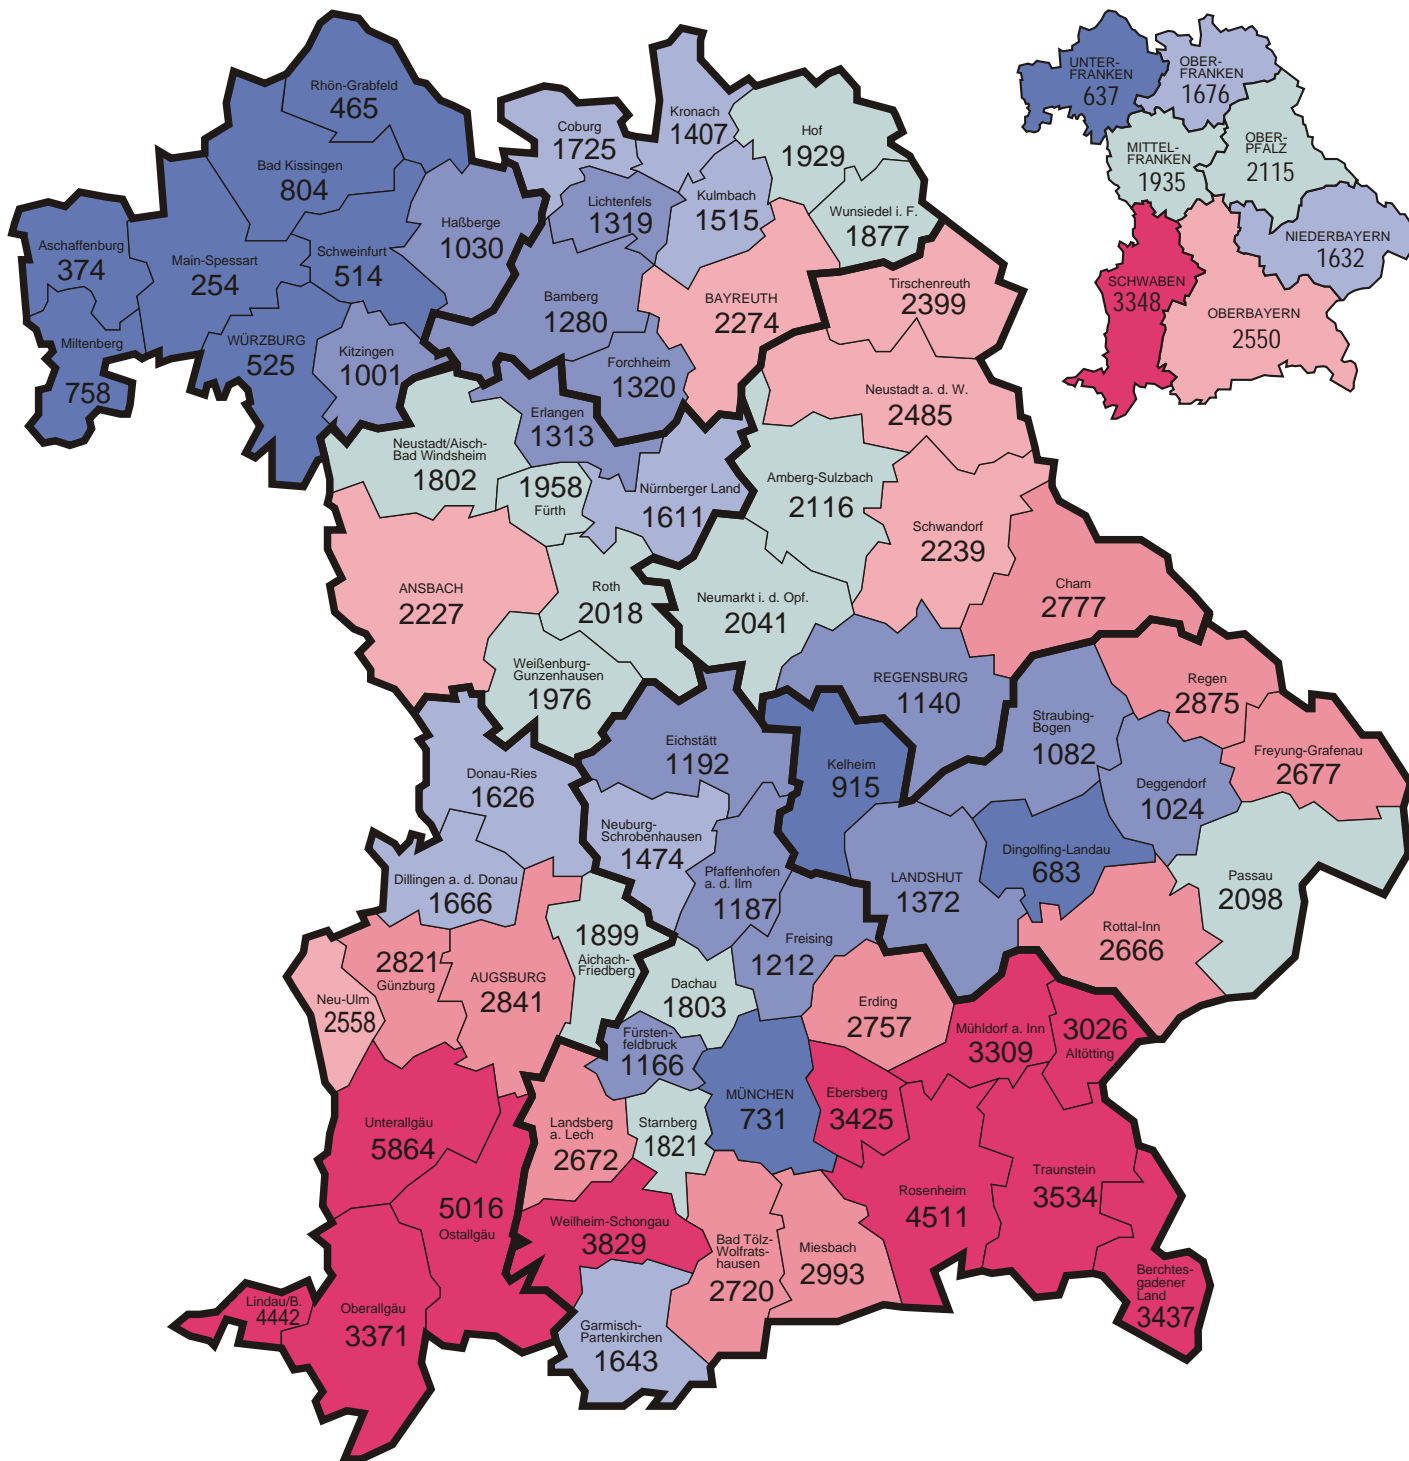 Rhön-Grabfeld
465
Bad Kissingen
804
Aschaffenburg
374
Main-Spessart
254
Schweinfurt
514
Haßberge
1030
Miltenberg
758
WÜRZBURG
525
Kitzingen
1001
Coburg
1725
Kronach
1407
Hof
1929
Lichtenfels
1319
Kulmbach
1515
Wunsiedel i. F.
1877
Bamberg
1280
BAYREUTH
2274
Forchheim
1320
Tirschenreuth
2399
Neustadt a. d. W.
2485
Neustadt/Aisch-
Bad Windsheim
1802
Erlangen
1313
1958
Fürth
Nürnberger Land
1611
Amberg-Sulzbach
2116
Schwandorf
2239
ANSBACH
2227
Roth
2018
Neumarkt i. d. Opf.
2041
Cham
2777
Weißenburg-
Gunzenhausen
1976
REGENSBURG
1140
Regen
2875
Straubing-
Bogen
1082
Freyung-Grafenau
2677
Eichstätt
1192
Kelheim
915
Deggendorf
1024
Donau-Ries
1626
Neuburg-
Schrobenhausen
1474
Pfaffenhofen
a. d. Ilm
1187
LANDSHUT
1372
Dingolfing-Landau
683
Passau
2098
Dillingen a. d. Donau
1666
Rottal-Inn
2666
1899
Aichach-
Friedberg
Freising
1212
2821
Günzburg
AUGSBURG
2841
Neu-Ulm
2558
Dachau
1803
Erding
2757
Mühldorf a. Inn
3309
3026
Altötting
Fürsten-
feldbruck
1166
MÜNCHEN
731
Ebersberg
3425
Unterallgäu
5864
Landsberg
a. Lech
2672
Starnberg
1821
5016
Ostallgäu
Weilheim-Schongau
3829
Bad Tölz-
Wolfrats-
hausen
2720
Miesbach
2993
Rosenheim
4511
Traunstein
3534
Berchtes-
gadener
Land
3437
Lindau/B.
4442
Oberallgäu
3371
Garmisch-
Partenkirchen
1643
UNTER-
FRANKEN
637
OBER-
FRANKEN
1676
MITTEL-
FRANKEN
1935
OBER-
PFALZ
2115
NIEDERBAYERN
1632
SCHWABEN
3348
OBERBAYERN
2550